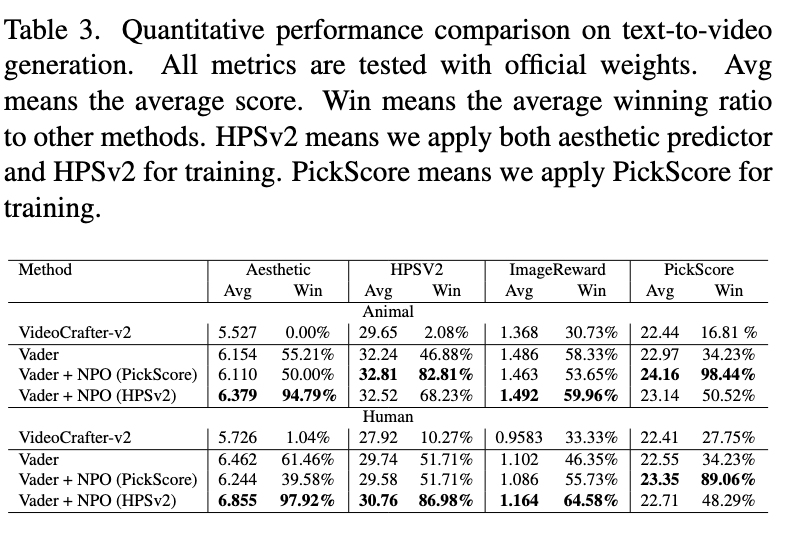 Table 3. Quantitative performance comparison on text-to-video
generation. All metrics are tested with official weights. Avg
means the average score. Win means the average winning ratio
to other methods. HPSv2 means we apply both aesthetic predictor
and HPSv2 for training. PickScore means we apply PickScore for
training.
Method Aesthetic HPSV2 ImageReward PickScore
Avg Win Avg Win Avg Win Avg Win
Animal
VideoCrafter-v2 5.527 0.00% 29.65 2.08% 1.368 30.73% 22.44 16.81 %
Vader 6.154 55.21% 32.24 46.88% 1.486 58.33% 22.97 34.23%
Vader + NPO (PickScore) 6.110 50.00% 32.81 82.81% 1.463 53.65% 24.16 98.44%
Vader + NPO (HPSv2) 6.379 94.79% 32.52 68.23% 1.492 59.96% 23.14 50.52%
Human
VideoCrafter-v2 5.726 1.04% 27.92 10.27% 0.9583 33.33% 22.41 27.75%
Vader 6.462 61.46% 29.74 51.71% 1.102 46.35% 22.55 34.23%
Vader + NPO (PickScore) 6.244 39.58% 29.58 51.71% 1.086 55.73% 23.35 89.06%
Vader + NPO (HPSv2) 6.855 97.92% 30.76 86.98% 1.164 64.58% 22.71 48.29%